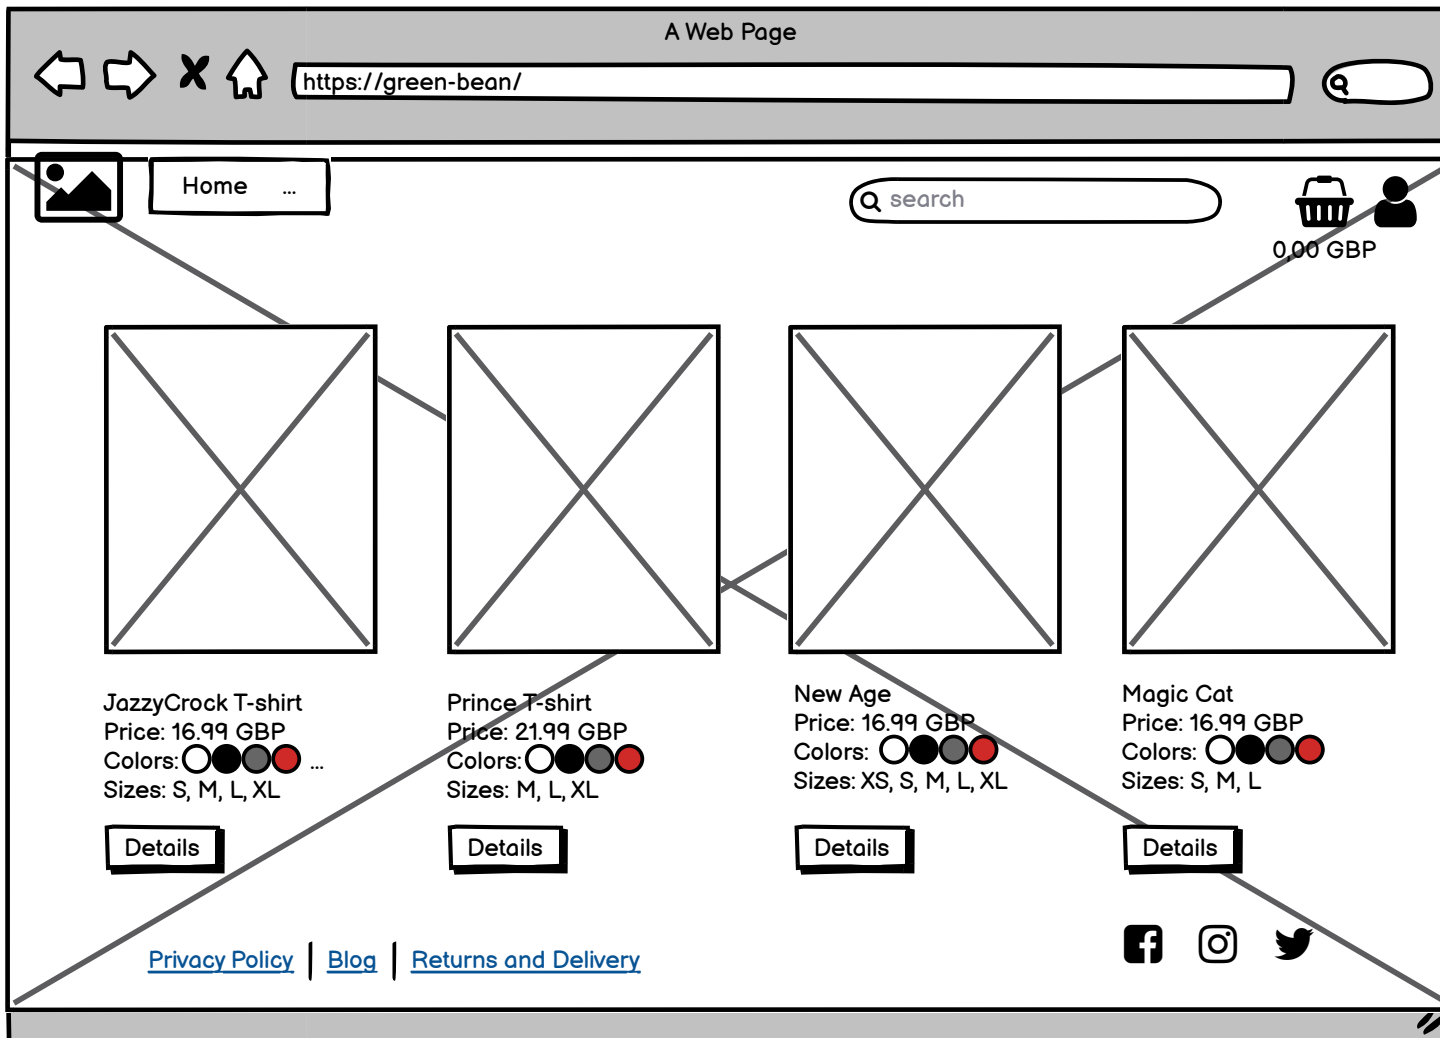 A Web Page
https://green-bean/
Home ...
search
0,00 GBP
JazzyCrock T-shirt
Price: 16.99 GBP
Colors: ...
Sizes: S, M, L, XL
Details
Prince T-shirt
Price: 21.99 GBP
Colors:
Sizes: M, L, XL
Details
New Age
Price: 16.99 GBP
Colors:
Sizes: XS, S, M, L, XL
Details
Magic Cat
Price: 16.99 GBP
Colors:
Sizes: S, M, L
Details
Privacy Policy | Blog | Returns and Delivery